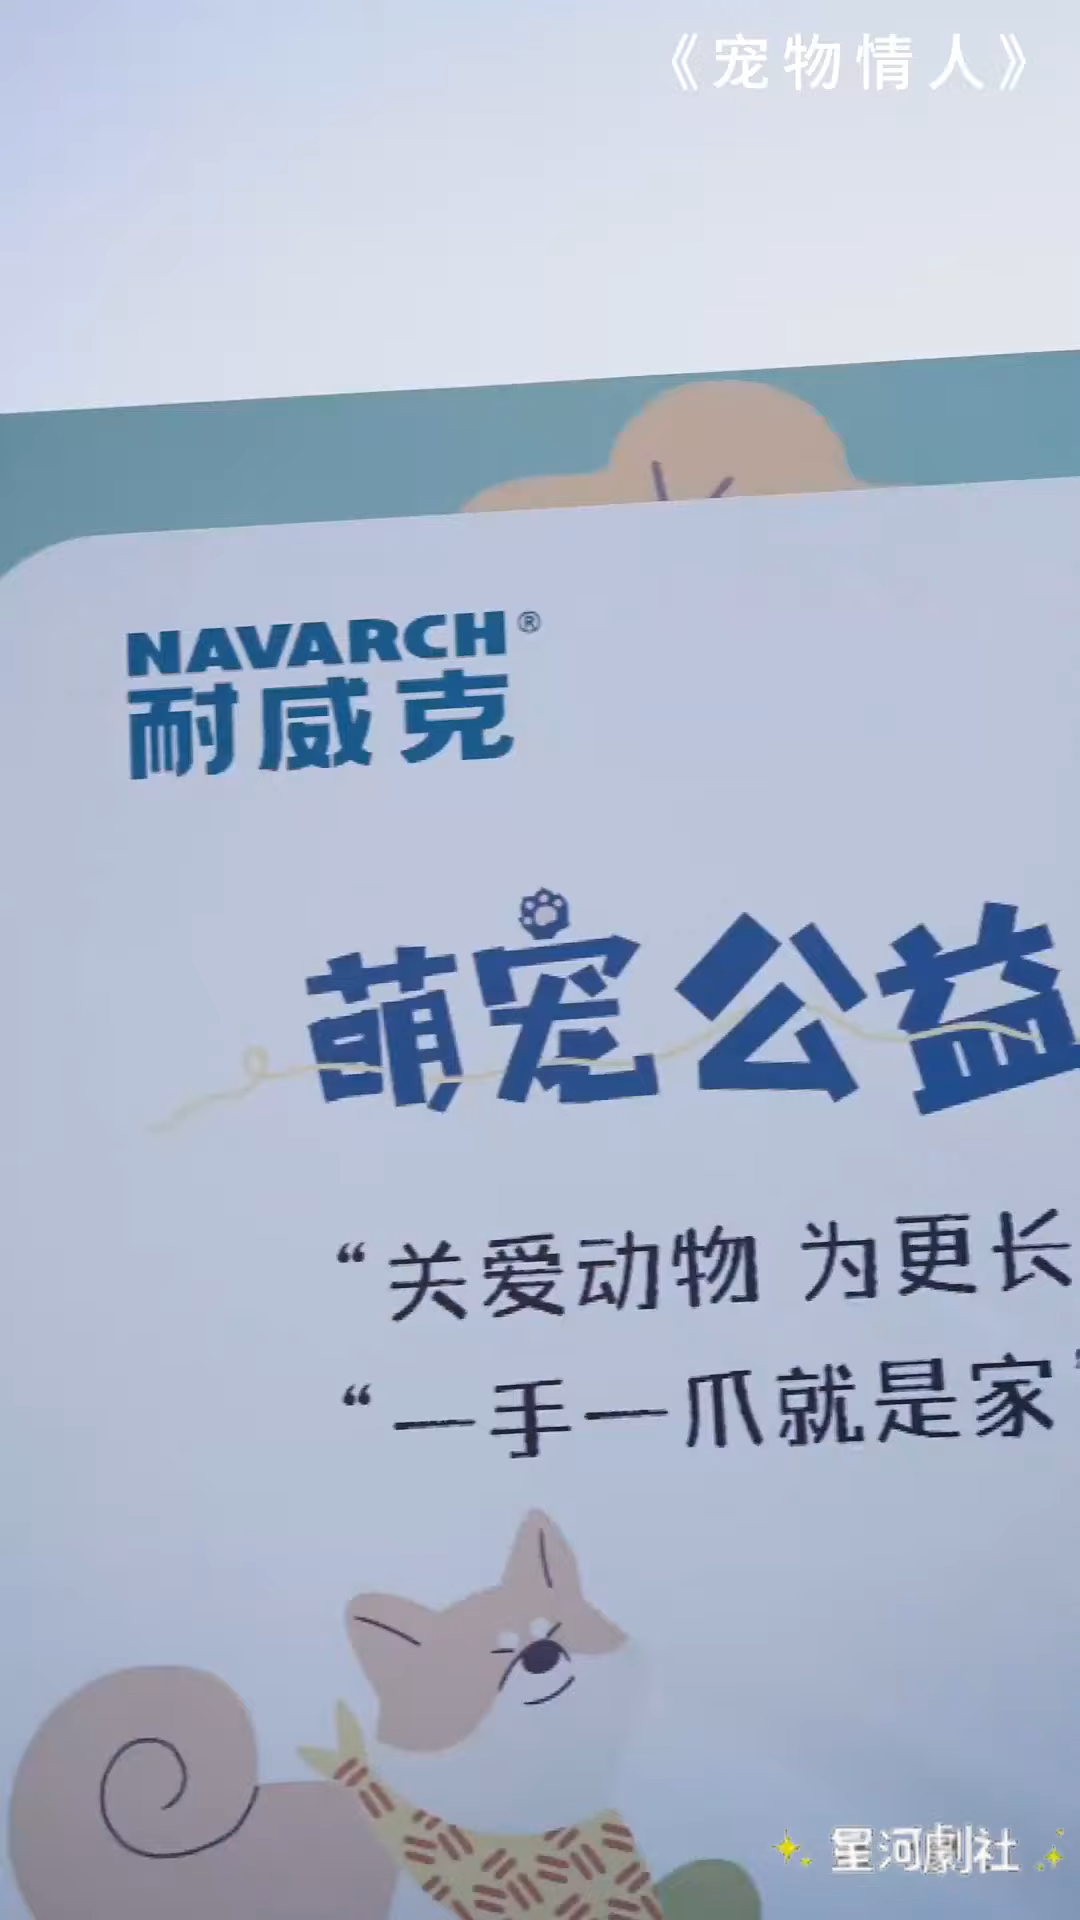 《宠物情人》
NAVARCH®
耐威克
萌宠公益
“关爱动物 为更长
“一手一爪就是家”
星河劇社